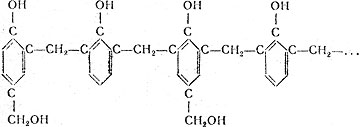 OH OH OH OH
C C C C
—CH₂— —CH₂— —CH₂— —CH₂—...
C C
CH₂OH CH₂OH